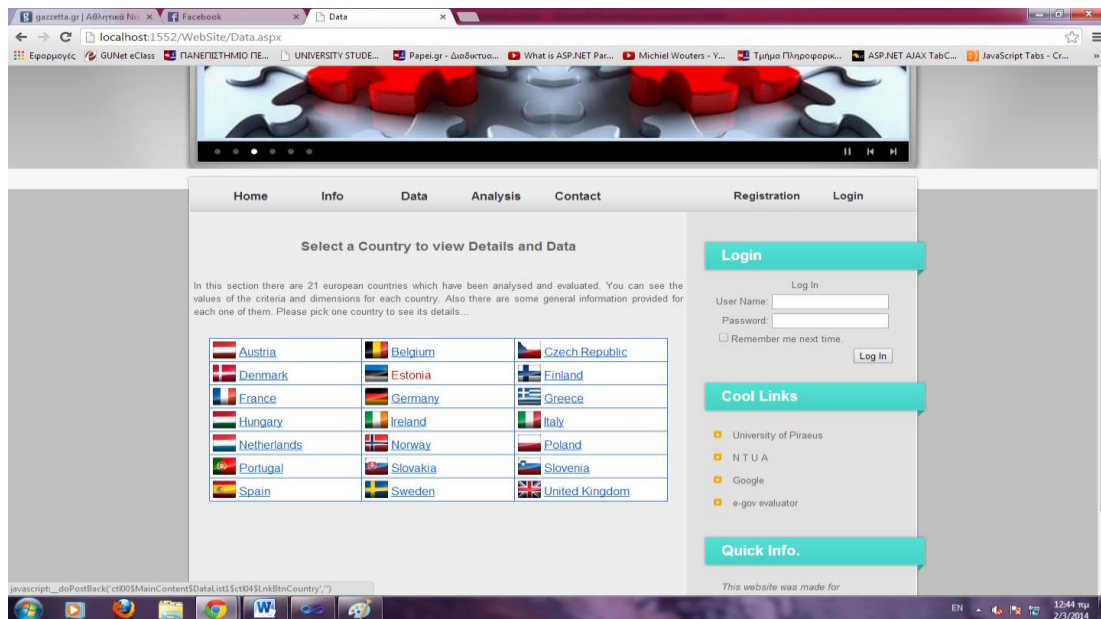 gazzetta.gr | Αθλητικά Νέ
Facebook
Data
localhost:1552/WebSite/Data.aspx
Εφαρμογές
GUNet eClass
ΠΑΝΕΠΙΣΤΗΜΙΟ ΠΕ...
UNIVERSITY STUDE...
Papei.gr - Διαδικτυα...
What is ASP.NET Par...
Michiel Wouters - Y...
Τμήμα Πληροφορικ...
ASP.NET AJAX TabC...
JavaScript Tabs - Cr...
Home Info Data Analysis Contact Registration Login
Select a Country to view Details and Data
In this section there are 21 european countries which have been analysed and evaluated. You can see the
values of the criteria and dimensions for each country. Also there are some general information provided for
each one of them. Please pick one country to see its details...
Austria Belgium Czech Republic
Denmark Estonia Finland
France Germany Greece
Hungary Ireland Italy
Netherlands Norway Poland
Portugal Slovakia Slovenia
Spain Sweden United Kingdom
Login
Log In
User Name:
Password:
Remember me next time.
Log In
Cool Links
University of Piraeus
N T U A
Google
e-gov evaluator
Quick Info.
This website was made for
javascript:__doPostBack('ctl00$MainContent$DataList1$ctl04$LnkBtnCountry','')
EN
12:44 πμ
2/3/2014